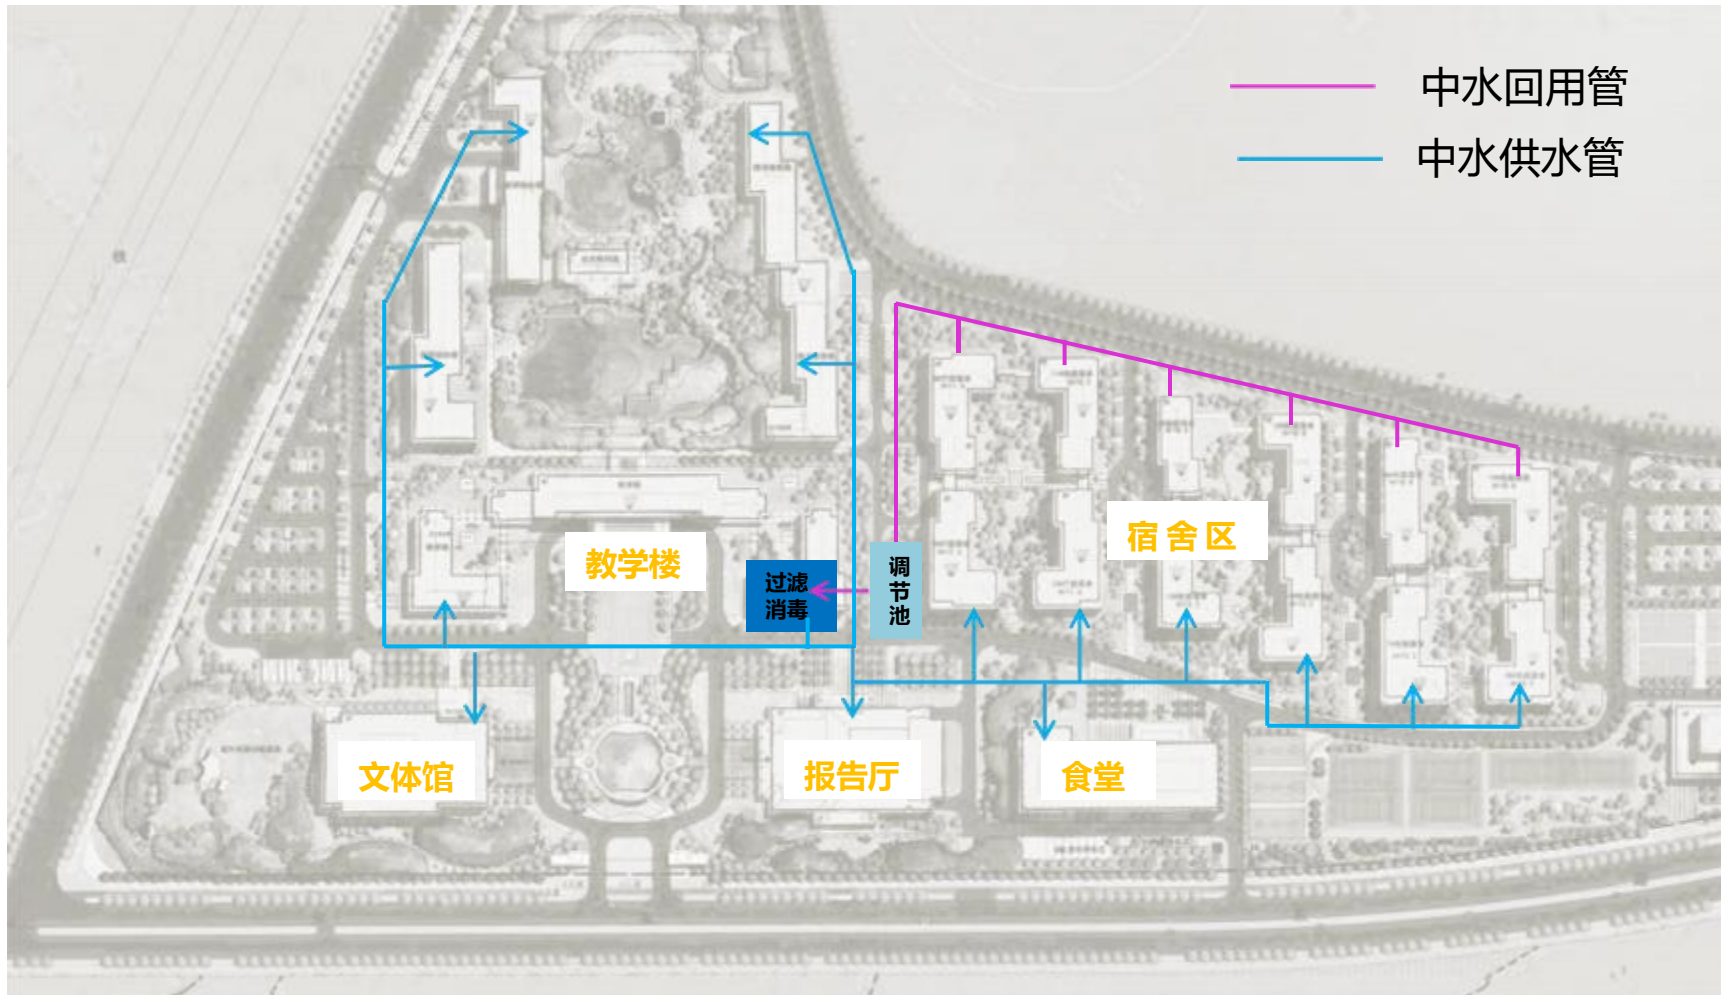 中水回用管
中水供水管
宿舍区
教学楼
过滤
消毒
调
节
池
文体馆
报告厅
食堂